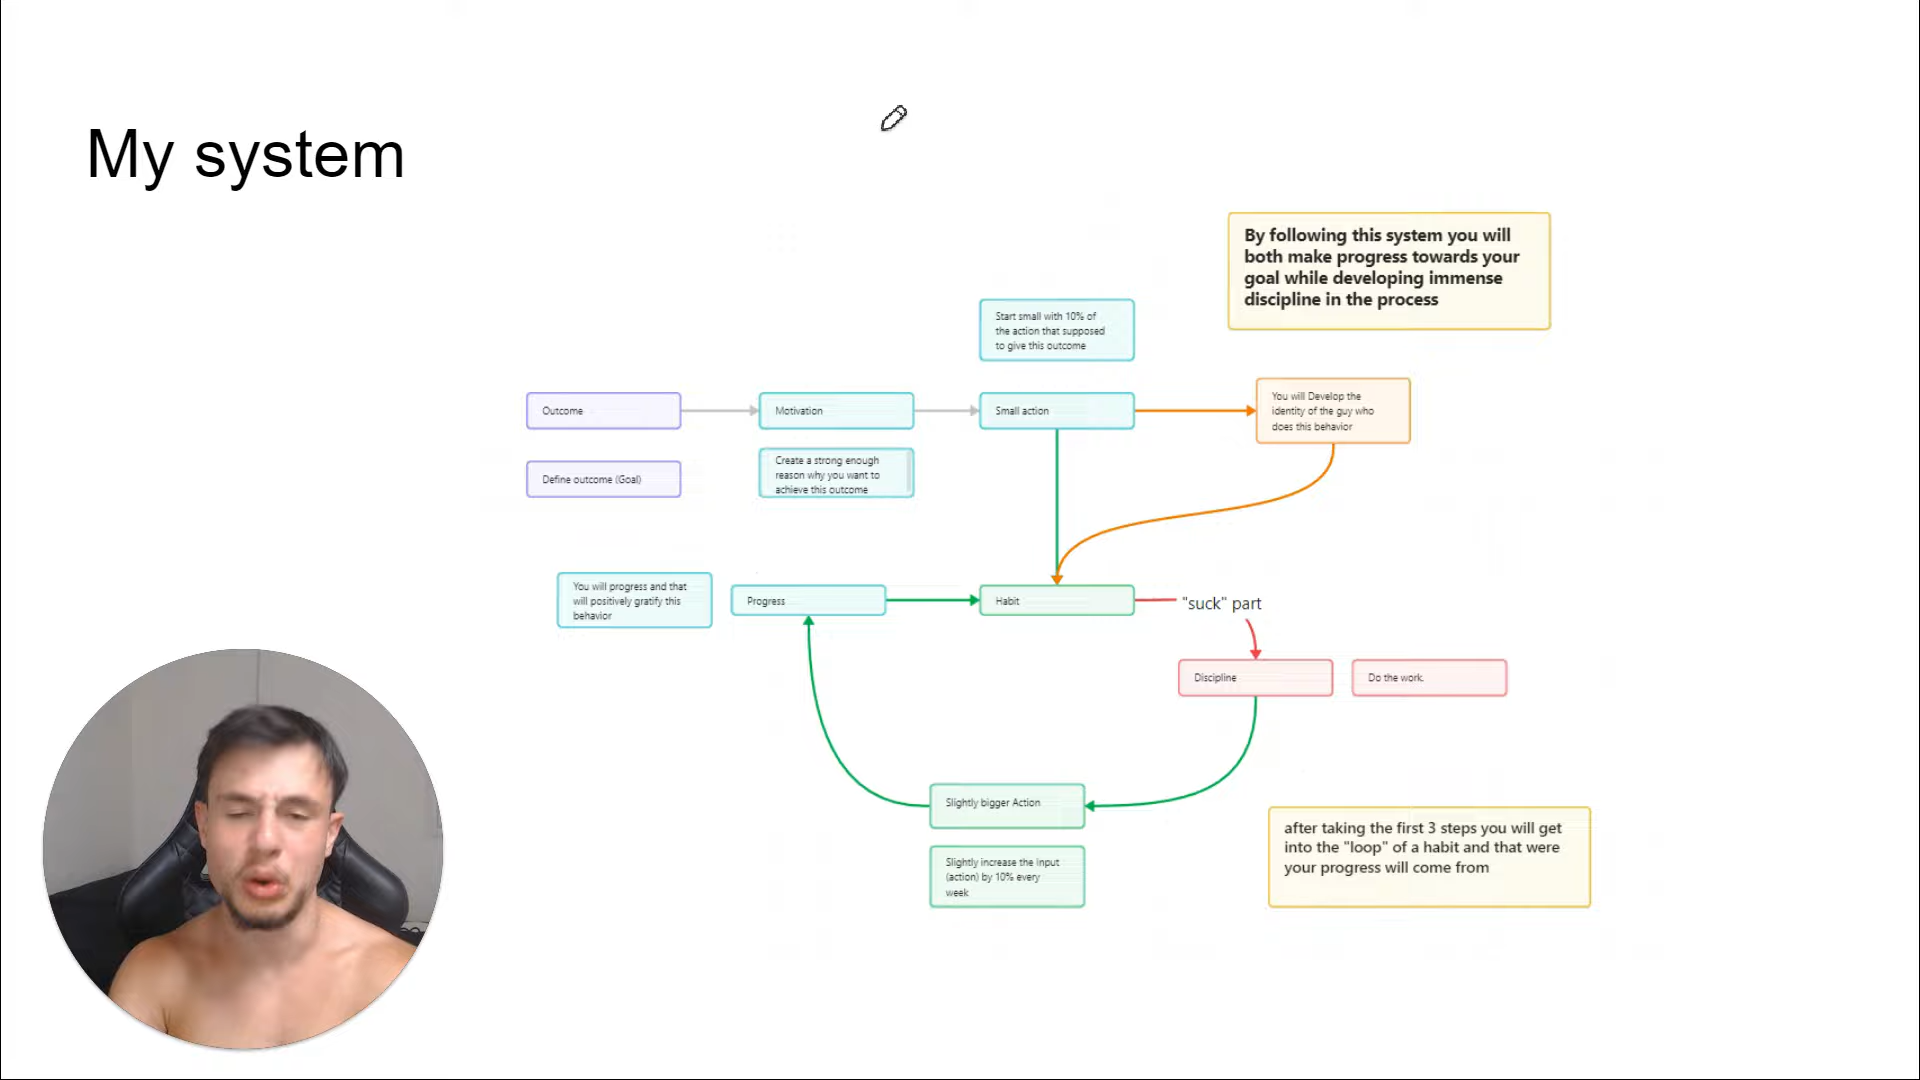 My system
By following this system you will
both make progress towards your
goal while developing immense
discipline in the process
Start small with 10% of
the action that supposed
to give this outcome
Outcome
Motivation
Small action
You will Develop the
identity of the guy who
does this behavior
Define outcome (Goal)
Create a strong enough
reason why you want to
achieve this outcome
You will progress and that
will positively gratify this
behavior
Progress
Habit
"suck" part
Discipline
Do the work.
Slightly bigger Action
Slightly increase the Input
(action) by 10% every
week
after taking the first 3 steps you will get
into the "loop" of a habit and that were
your progress will come from